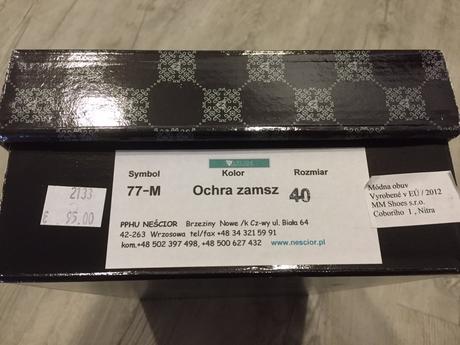 Symbol Kolor Rozmiar
77-M Ochra zamsz 40
PPHU NEŚCIOR Brzeziny Nowe /k Cz-wy ul. Biała 64
42-263 Wrzosowa tel/fax +48 34 321 59 91
kom.+48 502 397 498, +48 500 627 432 www.nescior.pl
2133
€ 95.00
Módna obuv
Vyrobené v EÚ / 2012
MM Shoes s.r.o.
Coboriho 1 , Nitra